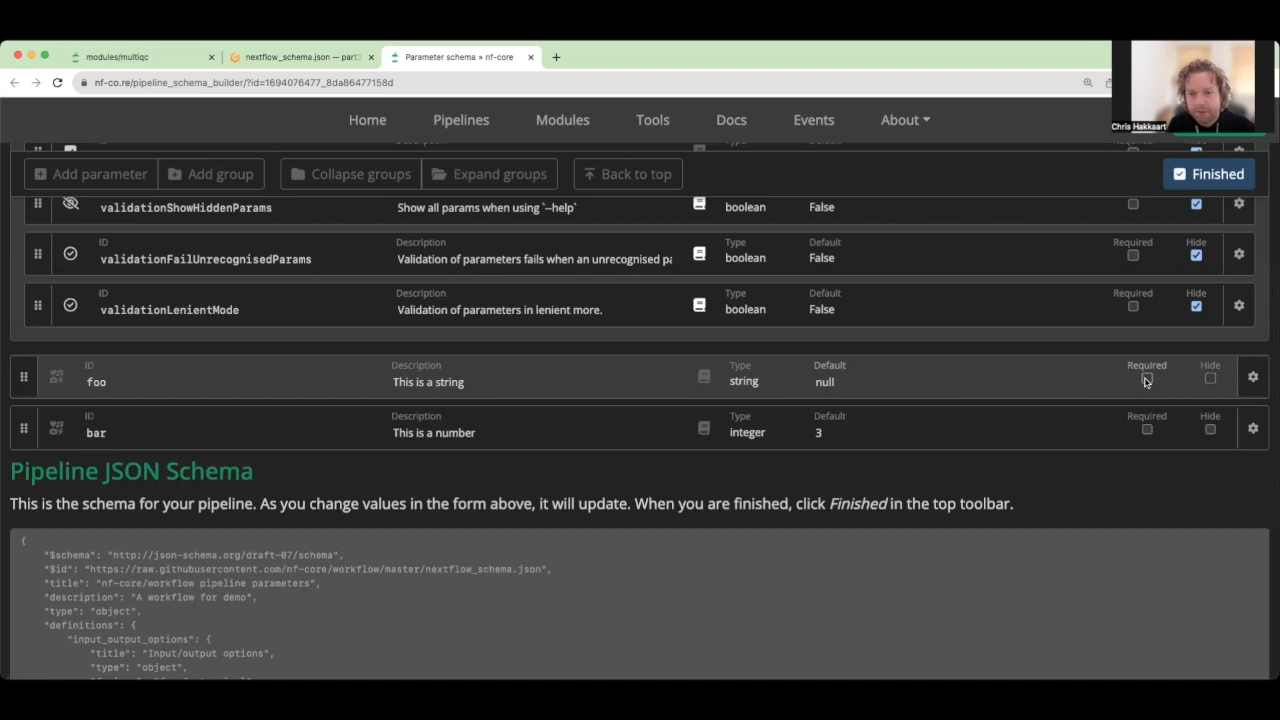 modules/multiqc
nextflow_schema.json — part
Parameter schema » nf-core
nf-co.re/pipeline_schema_builder/?id=1694076477_8da86477158d
Chris Hakkaart
Home Pipelines Modules Tools Docs Events About
Add parameter Add group Collapse groups Expand groups Back to top Finished
validationShowHiddenParams Show all params when using `--help` boolean False
ID Description Type Default Required Hide
validationFailUnrecognisedParams Validation of parameters fails when an unrecognised pa boolean False
ID Description Type Default Required Hide
validationLenientMode Validation of parameters in lenient more. boolean False
ID Description Type Default Required Hide
foo This is a string string null
ID Description Type Default Required Hide
bar This is a number integer 3
Pipeline JSON Schema
This is the schema for your pipeline. As you change values in the form above, it will update. When you are finished, click Finished in the top toolbar.
{
"$schema": "http://json-schema.org/draft-07/schema",
"$id": "https://raw.githubusercontent.com/nf-core/workflow/master/nextflow_schema.json",
"title": "nf-core/workflow pipeline parameters",
"description": "A workflow for demo",
"type": "object",
"definitions": {
"input_output_options": {
"title": "Input/output options",
"type": "object",